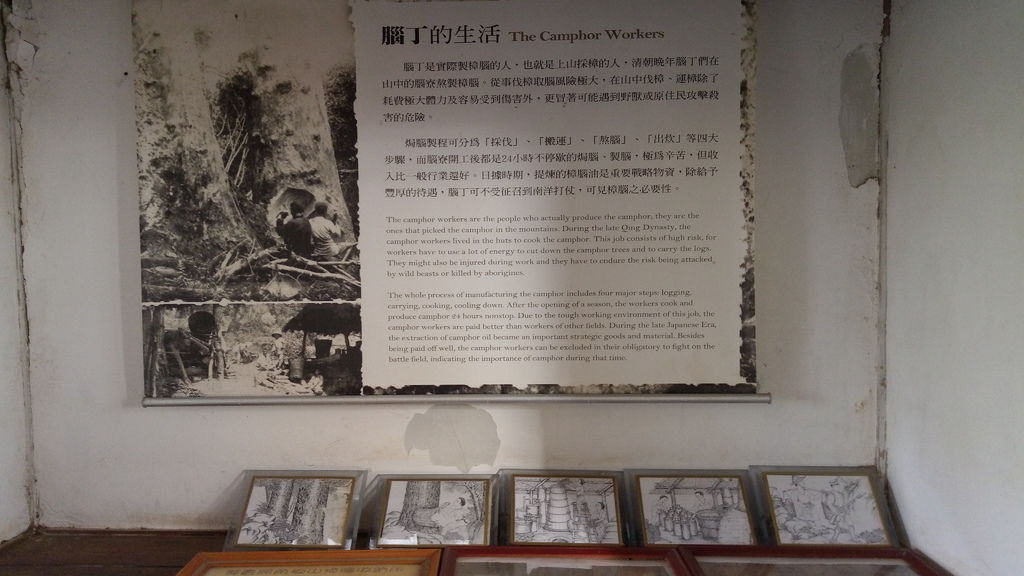 腦丁的生活 The Camphor Workers
腦丁是實際製樟腦的人，也就是上山採樟的人，清朝晚年腦丁們在
山中的腦寮熬製樟腦。從事伐樟取腦風險極大，在山中伐樟、運樟除了
耗費極大體力及容易受到傷害外，更冒著可能遇到野獸或原住民攻擊殺
害的危險。
焗腦製程可分為「採伐」、「搬運」、「熬腦」、「出炊」等四大
步驟，而腦寮開工後都是24小時不停歇的焗腦、製腦，極為辛苦，但收
入比一般行業還好。日據時期，提煉的樟腦油是重要戰略物資，除給予
豐厚的待遇，腦丁可不受征召到南洋打仗，可見樟腦之必要性。
The camphor workers are the people who actually produce the camphor; they are the
ones that picked the camphor in the mountains. During the late Qing Dynasty, the
camphor workers lived in the huts to cook the camphor. This job consists of high risk, for
workers have to use a lot of energy to cut down the camphor trees and to carry the logs.
They might also be injured during work and they have to endure the risk being attacked
by wild beasts or killed by aborigines.
The whole process of manufacturing the camphor includes four major steps: logging,
carrying, cooking, cooling down. After the opening of a season, the workers cook and
produce camphor 24 hours nonstop. Due to the tough working environment of this job, the
camphor workers are paid better than workers of other fields. During the late Japanese Era,
the extraction of camphor oil became an important strategic goods and material. Besides
being paid off well, the camphor workers can be excluded in their obligatory to fight on the
battle field, indicating the importance of camphor during that time.